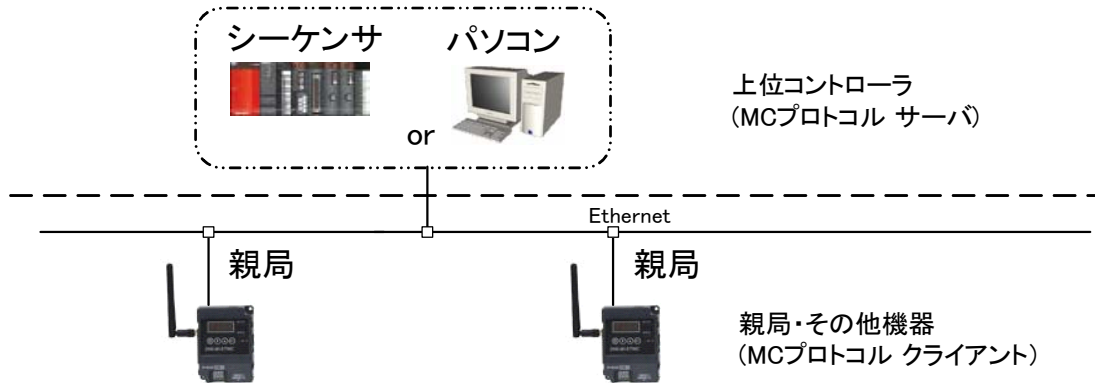 シーケンサ
パソコン
or
上位コントローラ
(MCプロトコル サーバ)
Ethernet
親局
親局
親局・その他機器
(MCプロトコル クライアント)